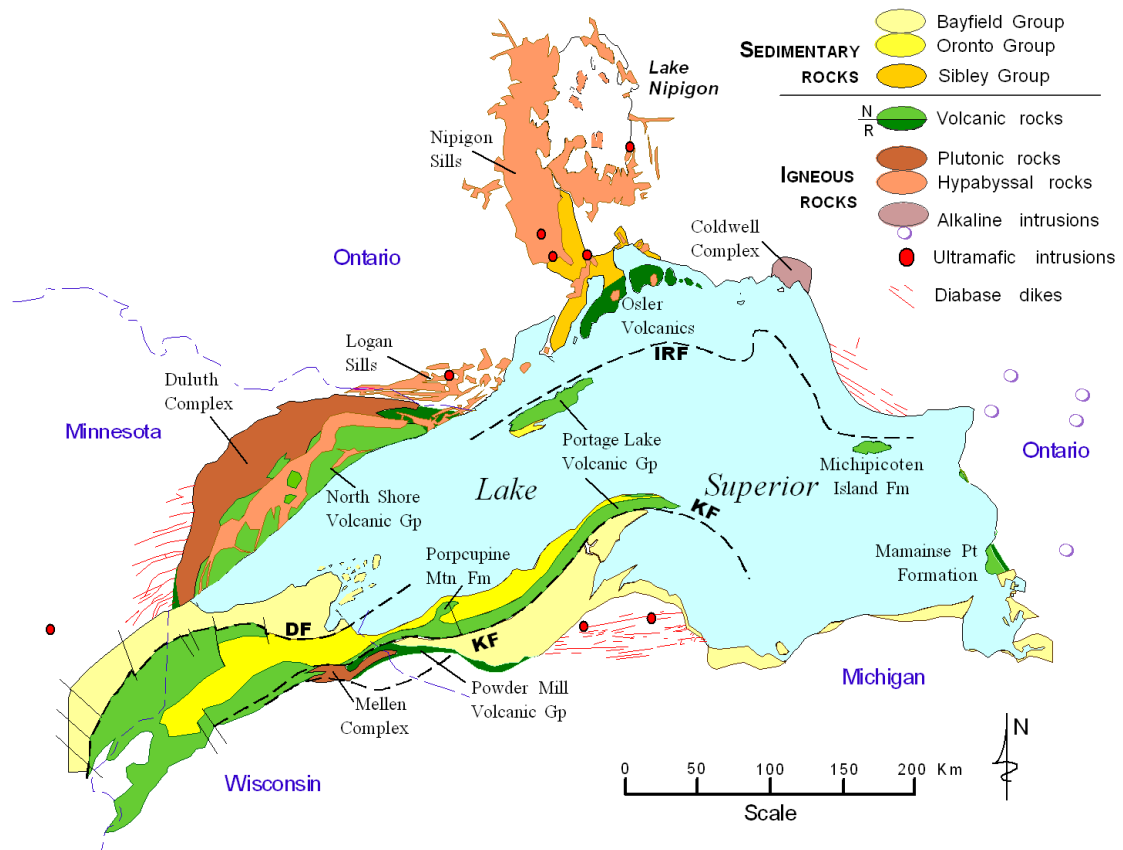 Bayfield Group
Oronto Group
SEDIMENTARY
ROCKS
Sibley Group
N
R
Volcanic rocks
Plutonic rocks
Hypabyssal rocks
IGNEOUS
ROCKS
Alkaline intrusions
Ultramafic intrusions
Diabase dikes
Lake
Nipigon
Nipigon
Sills
Coldwell
Complex
Ontario
Osler
Volcanics
IRF
Logan
Sills
Duluth
Complex
Minnesota
Portage Lake
Volcanic Gp
Michipicoten
Island Fm
Ontario
North Shore
Volcanic Gp
Lake
Superior
KF
Porpcupine
Mtn Fm
Mamainse Pt
Formation
DF
KF
Michigan
Powder Mill
Volcanic Gp
Mellen
Complex
Wisconsin
N
0 50 100 150 200 Km
Scale